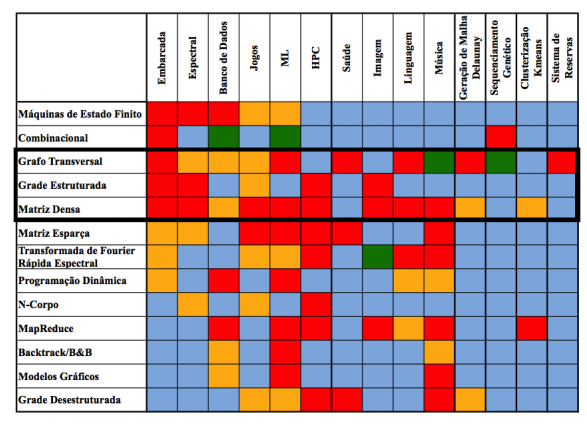 Embarcada
Espectral
Banco de Dados
Jogos
ML
HPC
Saúde
Imagem
Linguagem
Música
Geração de Malha
Delaunay
Sequenciamento
Genético
Clusterização
Kmeans
Sistema de
Reservas
Máquinas de Estado Finito
Combinacional
Grafo Transversal
Grade Estruturada
Matriz Densa
Matriz Esparça
Transformada de Fourier
Rápida Espectral
Programação Dinâmica
N-Corpo
MapReduce
Backtrack/B&B
Modelos Gráficos
Grade Desestruturada